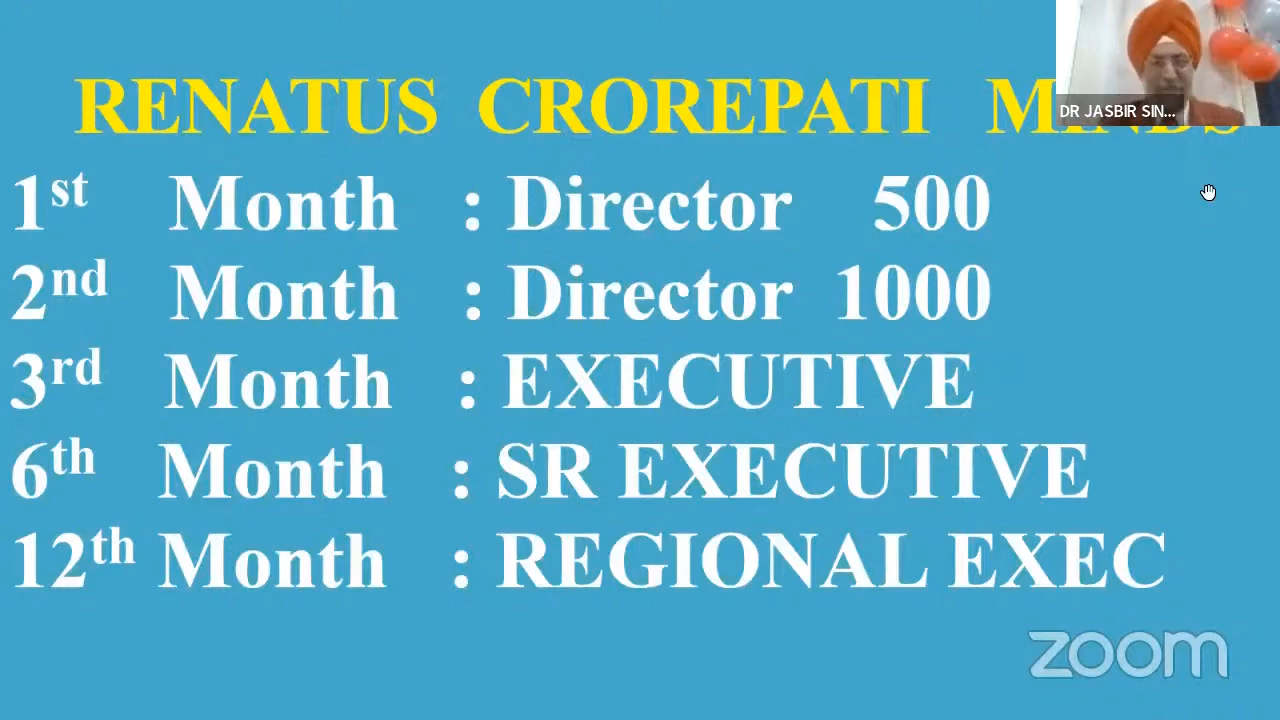 RENATUS CROREPATI MINDS
DR JASBIR SIN...
1st Month : Director 500
2nd Month : Director 1000
3rd Month : EXECUTIVE
6th Month : SR EXECUTIVE
12th Month : REGIONAL EXEC
zoom